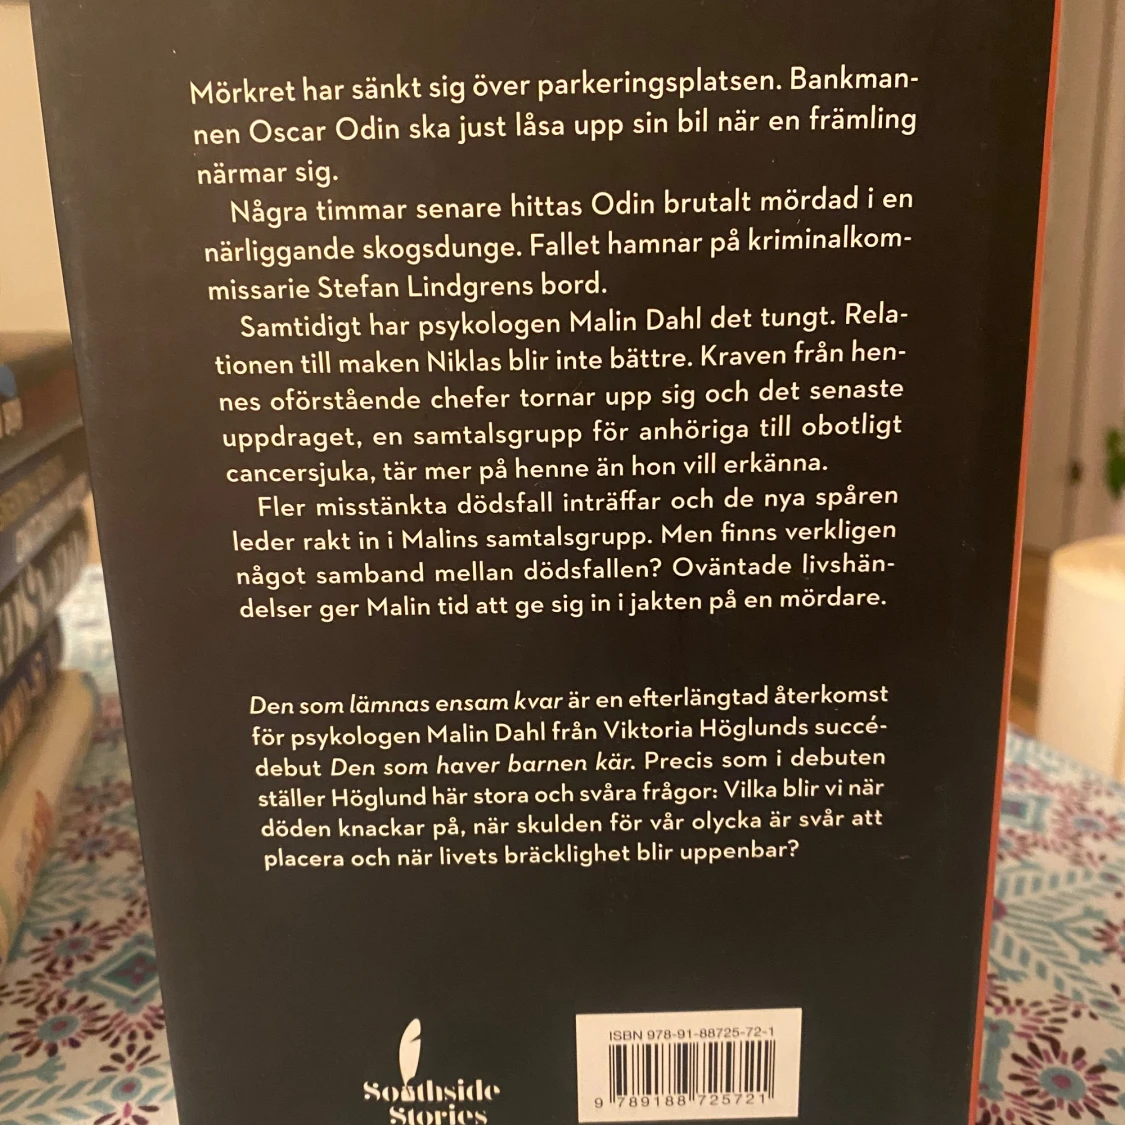 Mörkret har sänkt sig över parkeringsplatsen. Bankman-
nen Oscar Odin ska just låsa upp sin bil när en främling
närmar sig.
Några timmar senare hittas Odin brutalt mördad i en
närliggande skogsdunge. Fallet hamnar på kriminalkom-
missarie Stefan Lindgrens bord.
Samtidigt har psykologen Malin Dahl det tungt. Rela-
tionen till maken Niklas blir inte bättre. Kraven från hen-
nes oförstående chefer tornar upp sig och det senaste
uppdraget, en samtalsgrupp för anhöriga till obotligt
cancersjuka, tär mer på henne än hon vill erkänna.
Fler misstänkta dödsfall inträffar och de nya spåren
leder rakt in i Malins samtalsgrupp. Men finns verkligen
något samband mellan dödsfallen? Oväntade livshän-
delser ger Malin tid att ge sig in i jakten på en mördare.
Den som lämnas ensam kvar är en efterlängtad återkomst
för psykologen Malin Dahl från Viktoria Höglunds succé-
debut Den som haver barnen kär. Precis som i debuten
ställer Höglund här stora och svåra frågor: Vilka blir vi när
döden knackar på, när skulden för vår olycka är svår att
placera och när livets bräcklighet blir uppenbar?
Southside
Stories
ISBN 978-91-88725-72-1
9 789188 725721